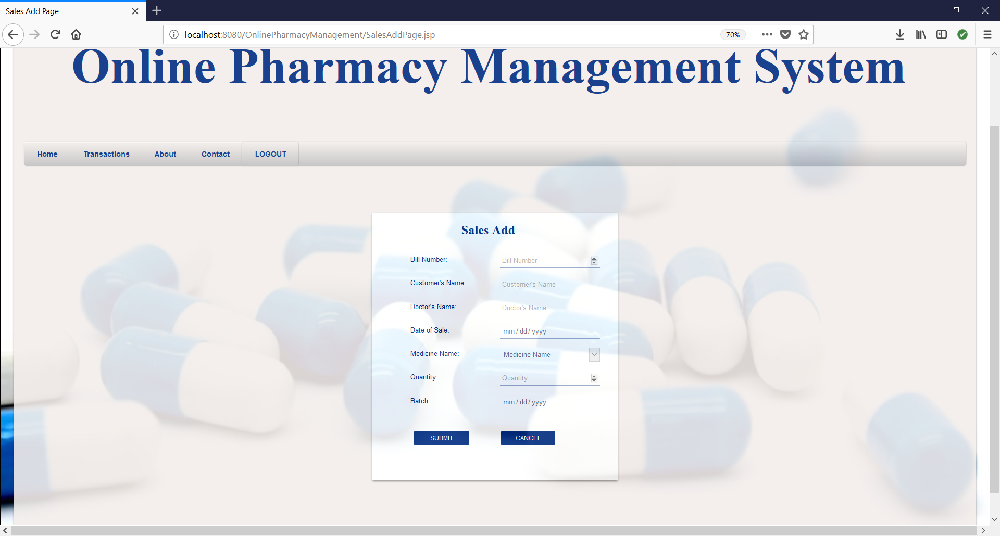 Sales Add Page
localhost:8080/OnlinePharmacyManagement/SalesAddPage.jsp 70%
Online Pharmacy Management System
Home Transactions About Contact LOGOUT
Sales Add
Bill Number: Bill Number
Customer's Name: Customer's Name
Doctor's Name: Doctor's Name
Date of Sale: mm / dd / yyyy
Medicine Name: Medicine Name
Quantity: Quantity
Batch: mm / dd / yyyy
SUBMIT CANCEL